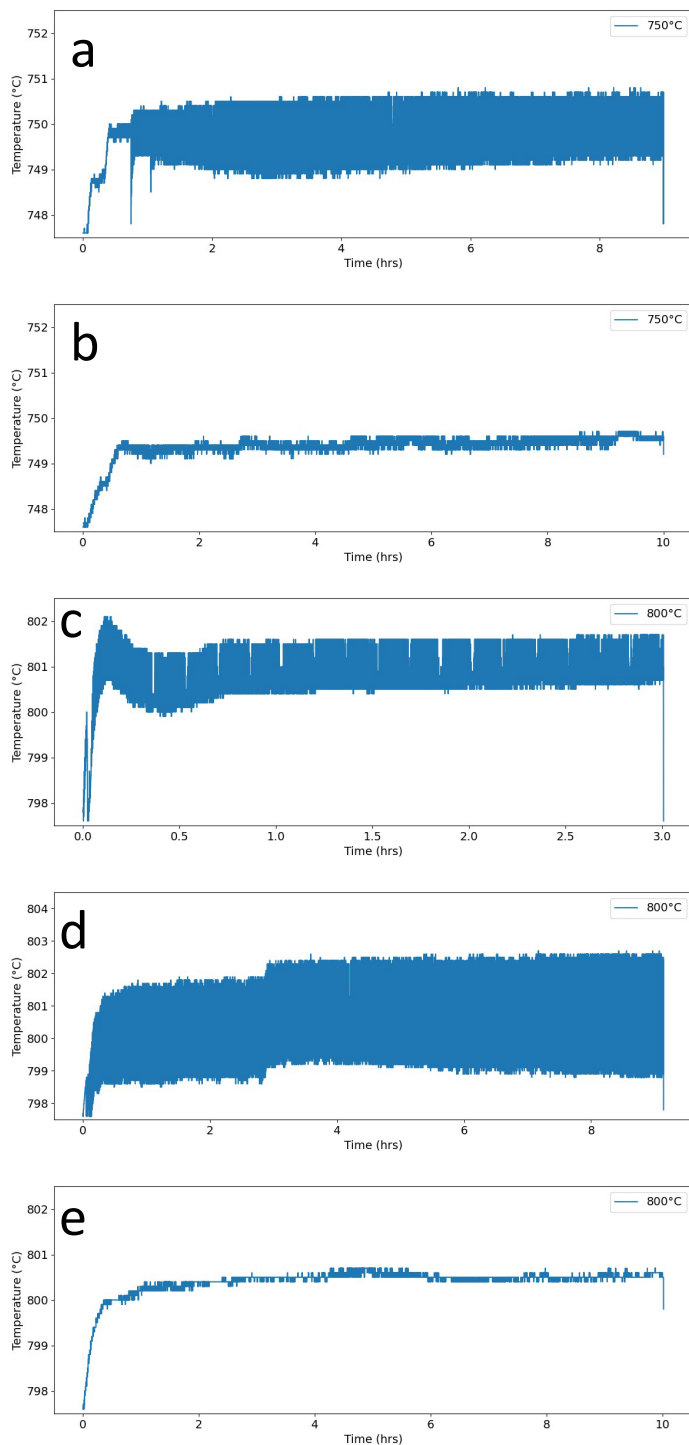 a
750°C
752
751
750
749
748
Temperature (°C)
0 2 4 6 8
Time (hrs)
b
750°C
752
751
750
749
748
Temperature (°C)
0 2 4 6 8 10
Time (hrs)
c
800°C
802
801
800
799
798
Temperature (°C)
0.0 0.5 1.0 1.5 2.0 2.5 3.0
Time (hrs)
d
800°C
804
803
802
801
800
799
798
Temperature (°C)
0 2 4 6 8
Time (hrs)
e
800°C
802
801
800
799
798
Temperature (°C)
0 2 4 6 8 10
Time (hrs)